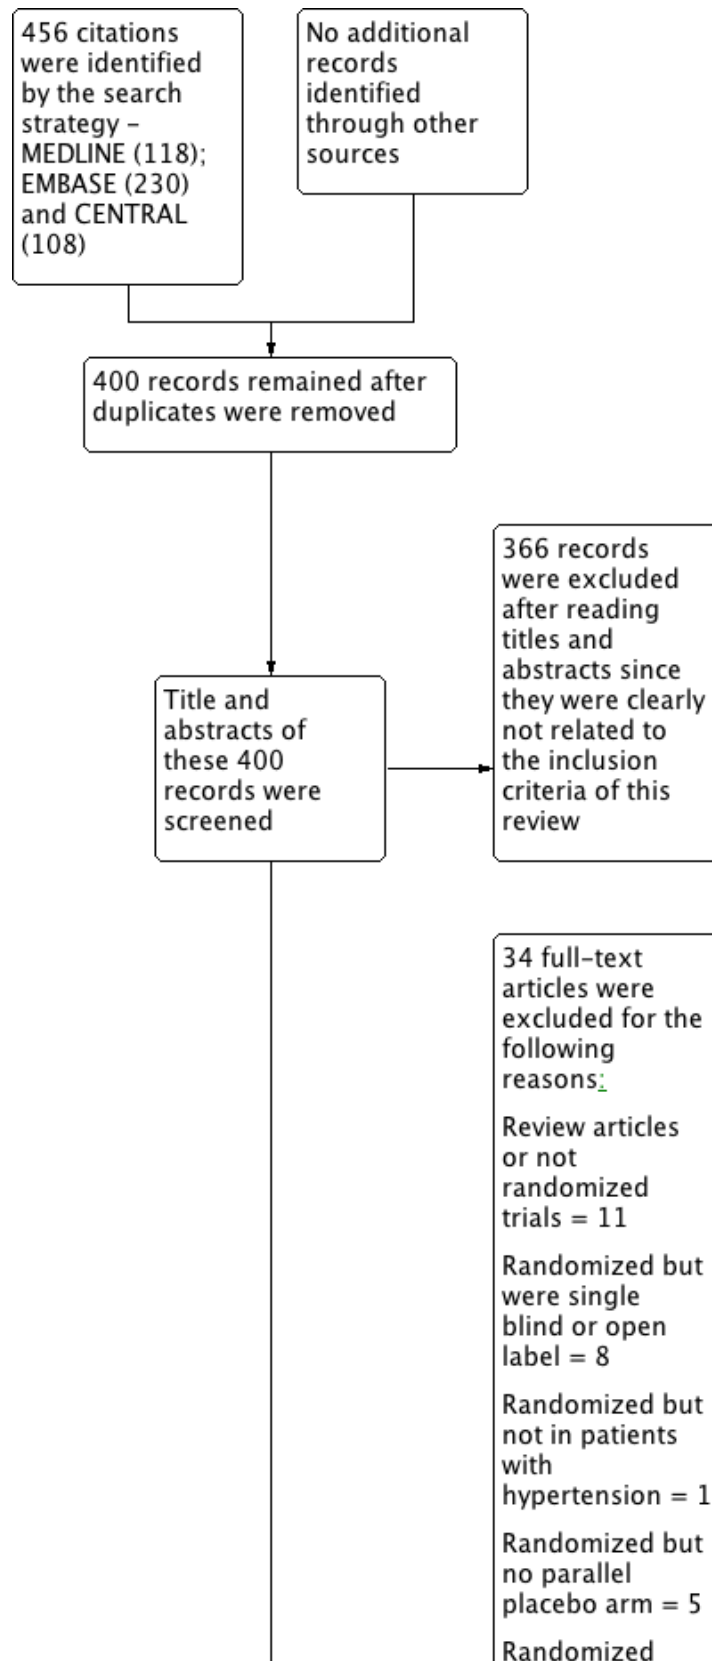 456 citations
were identified
by the search
strategy –
MEDLINE (118);
EMBASE (230)
and CENTRAL
(108)
No additional
records
identified
through other
sources
400 records remained after
duplicates were removed
366 records
were excluded
after reading
titles and
abstracts since
they were clearly
not related to
the inclusion
criteria of this
review
Title and
abstracts of
these 400
records were
screened
34 full-text
articles were
excluded for the
following
reasons:
Review articles
or not
randomized
trials = 11
Randomized but
were single
blind or open
label = 8
Randomized but
not in patients
with
hypertension = 1
Randomized but
no parallel
placebo arm = 5
Randomized